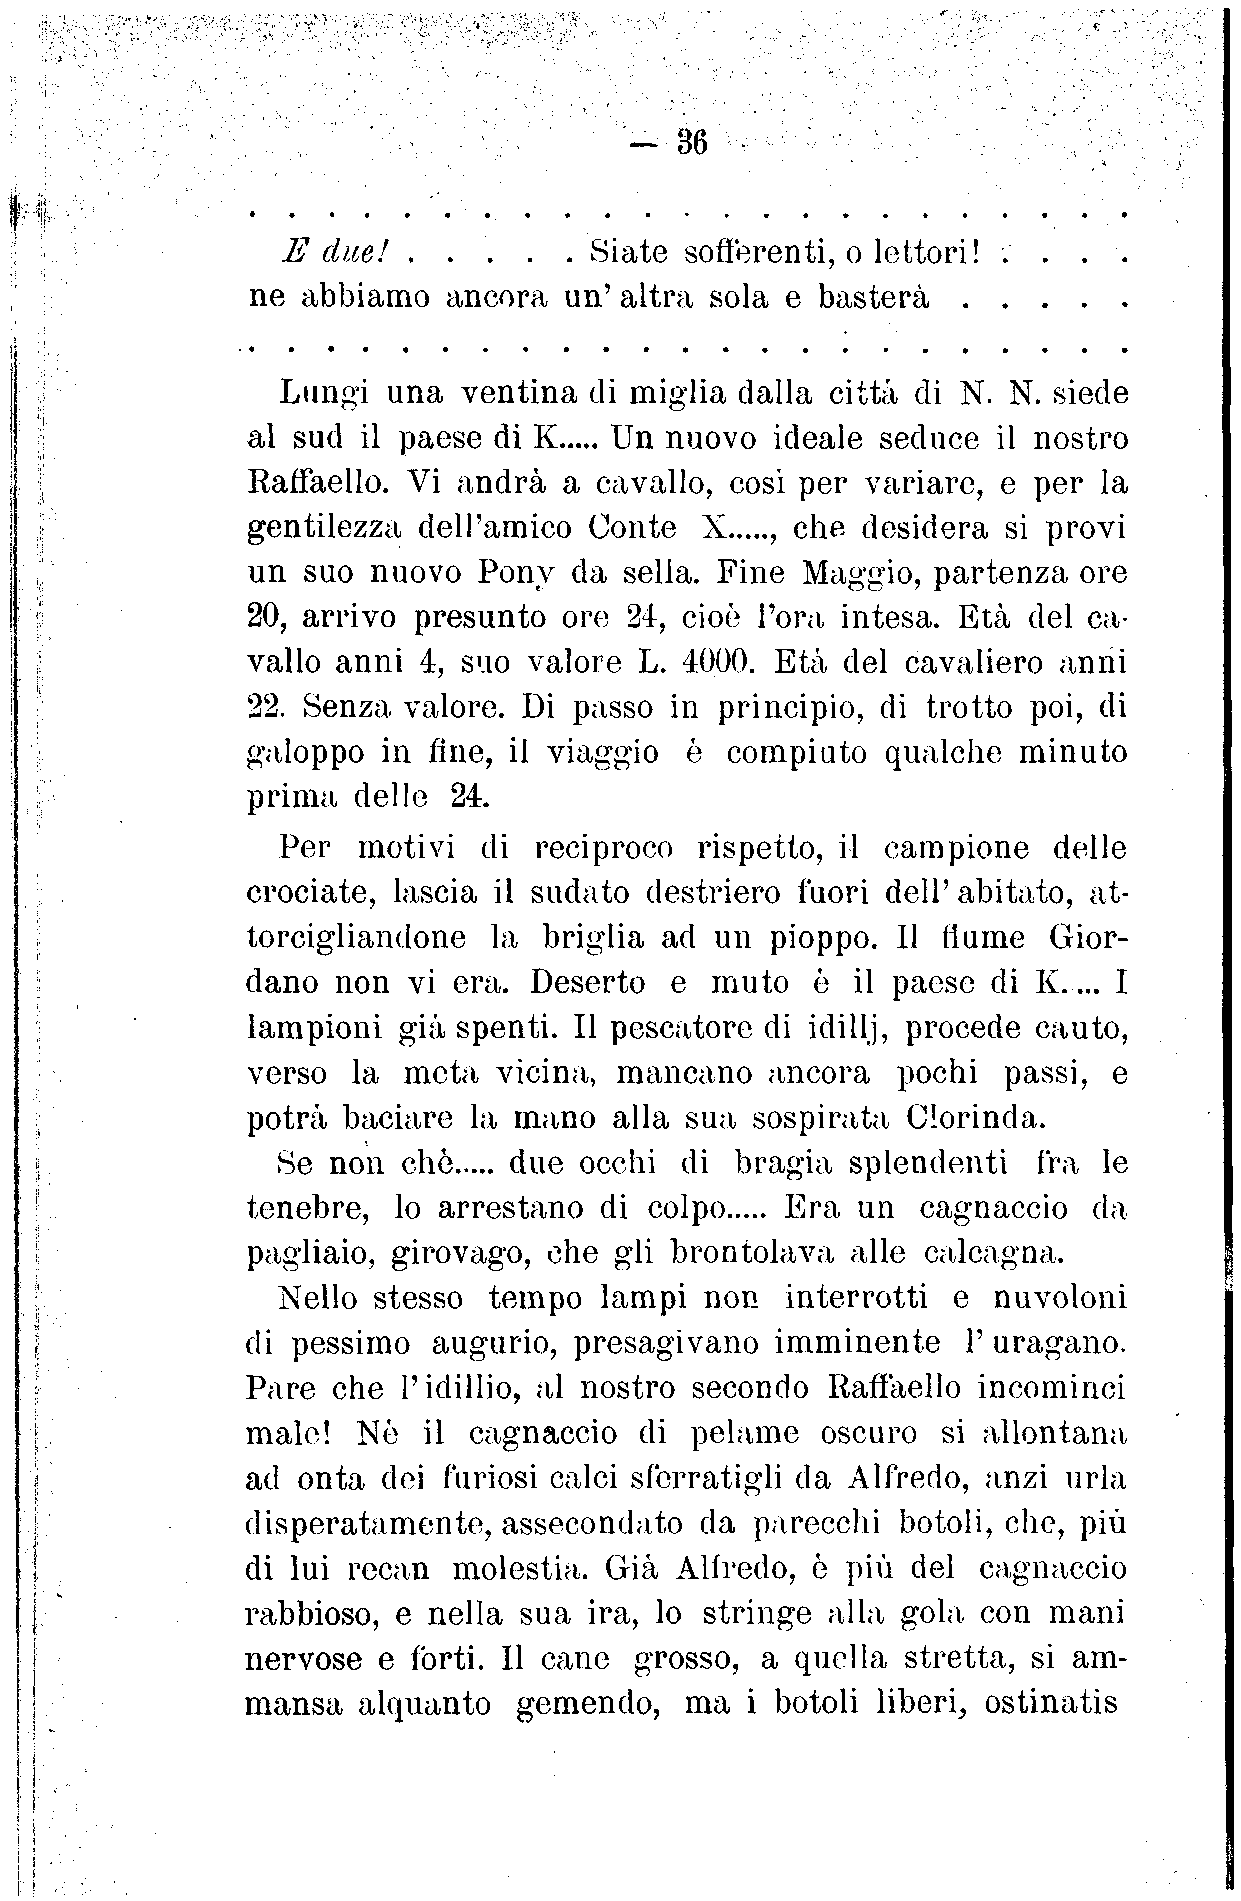 — 36
. . . . . . . . . . . . . . . . . . . . . . .
E due! . . . . . Siate sofferenti, o lettori! . . . .
ne abbiamo ancora un' altra sola e basterà . . . . .
. . . . . . . . . . . . . . . . . . . . . . .
Lungi una ventina di miglia dalla città di N. N. siede
al sud il paese di K..... Un nuovo ideale seduce il nostro
Raffaello. Vi andrà a cavallo, così per variare, e per la
gentilezza dell'amico Conte X....., che desidera si provi
un suo nuovo Pony da sella. Fine Maggio, partenza ore
20, arrivo presunto ore 24, cioè l'ora intesa. Età del ca-
vallo anni 4, suo valore L. 4000. Età del cavaliero anni
22. Senza valore. Di passo in principio, di trotto poi, di
galoppo in fine, il viaggio è compiuto qualche minuto
prima delle 24.
Per motivi di reciproco rispetto, il campione delle
crociate, lascia il sudato destriero fuori dell' abitato, at-
torcigliandone la briglia ad un pioppo. Il fiume Gior-
dano non vi era. Deserto e muto è il paese di K..... I
lampioni già spenti. Il pescatore di idillj, procede cauto,
verso la meta vicina, mancano ancora pochi passi, e
potrà baciare la mano alla sua sospirata Clorinda.
Se non chè..... due occhi di bragia splendenti fra le
tenebre, lo arrestano di colpo..... Era un cagnaccio da
pagliaio, girovago, che gli brontolava alle calcagna.
Nello stesso tempo lampi non interrotti e nuvoloni
di pessimo augurio, presagivano imminente l' uragano.
Pare che l' idillio, al nostro secondo Raffaello incominci
male! Nè il cagnaccio di pelame oscuro si allontana
ad onta dei furiosi calci sferratigli da Alfredo, anzi urla
disperatamente, assecondato da parecchi botoli, che, più
di lui recan molestia. Già Alfredo, è più del cagnaccio
rabbioso, e nella sua ira, lo stringe alla gola con mani
nervose e forti. Il cane grosso, a quella stretta, si am-
mansa alquanto gemendo, ma i botoli liberi, ostinatis